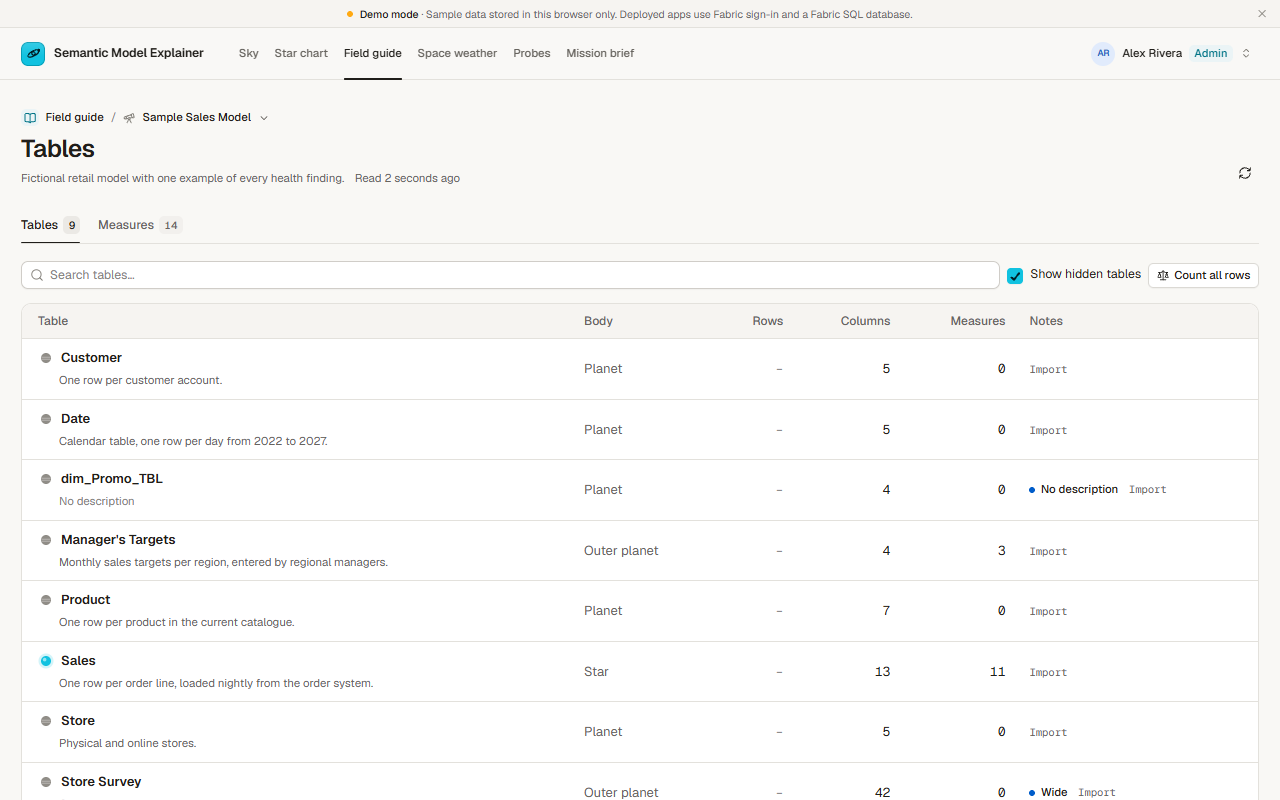 Demo mode · Sample data stored in this browser only. Deployed apps use Fabric sign-in and a Fabric SQL database.
Semantic Model Explainer Sky Star chart Field guide Space weather Probes Mission brief AR Alex Rivera Admin
Field guide / Sample Sales Model
Tables
Fictional retail model with one example of every health finding. Read 2 seconds ago
Tables 9 Measures 14
Search tables… Show hidden tables Count all rows
Table Body Rows Columns Measures Notes
Customer
One row per customer account.
Planet – 5 0 Import
Date
Calendar table, one row per day from 2022 to 2027.
Planet – 5 0 Import
dim_Promo_TBL
No description
Planet – 4 0 No description Import
Manager's Targets
Monthly sales targets per region, entered by regional managers.
Outer planet – 4 3 Import
Product
One row per product in the current catalogue.
Planet – 7 0 Import
Sales
One row per order line, loaded nightly from the order system.
Star – 13 11 Import
Store
Physical and online stores.
Planet – 5 0 Import
Store Survey
Outer planet – 42 0 Wide Import